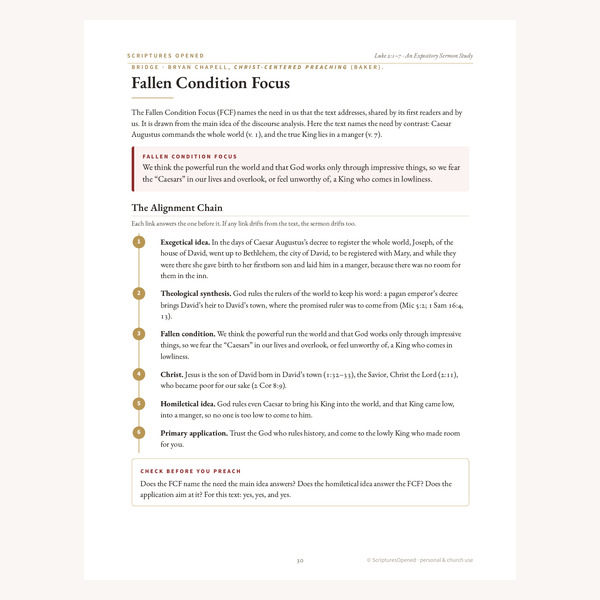 SCRIPTURES OPENED
Luke 2:1–7 · An Expository Sermon Study
BRIDGE · BRYAN CHAPELL, CHRIST-CENTERED PREACHING (BAKER).
Fallen Condition Focus
The Fallen Condition Focus (FCF) names the need in us that the text addresses, shared by its first readers and by
us. It is drawn from the main idea of the discourse analysis. Here the text names the need by contrast: Caesar
Augustus commands the whole world (v. 1), and the true King lies in a manger (v. 7).
FALLEN CONDITION FOCUS
We think the powerful run the world and that God works only through impressive things, so we fear
the “Caesars” in our lives and overlook, or feel unworthy of, a King who comes in lowliness.
The Alignment Chain
Each link answers the one before it. If any link drifts from the text, the sermon drifts too.
1
Exegetical idea. In the days of Caesar Augustus’s decree to register the whole world, Joseph, of the
house of David, went up to Bethlehem, the city of David, to be registered with Mary, and while they
were there she gave birth to her firstborn son and laid him in a manger, because there was no room for
them in the inn.
2
Theological synthesis. God rules the rulers of the world to keep his word: a pagan emperor’s decree
brings David’s heir to David’s town, where the promised ruler was to come from (Mic 5:2; 1 Sam 16:4,
13).
3
Fallen condition. We think the powerful run the world and that God works only through impressive
things, so we fear the “Caesars” in our lives and overlook, or feel unworthy of, a King who comes in
lowliness.
4
Christ. Jesus is the son of David born in David’s town (1:32–33), the Savior, Christ the Lord (2:11),
who became poor for our sake (2 Cor 8:9).
5
Homiletical idea. God rules even Caesar to bring his King into the world, and that King came low,
into a manger, so no one is too low to come to him.
6
Primary application. Trust the God who rules history, and come to the lowly King who made room
for you.
CHECK BEFORE YOU PREACH
Does the FCF name the need the main idea answers? Does the homiletical idea answer the FCF? Does the
application aim at it? For this text: yes, yes, and yes.
30
© ScripturesOpened · personal & church use